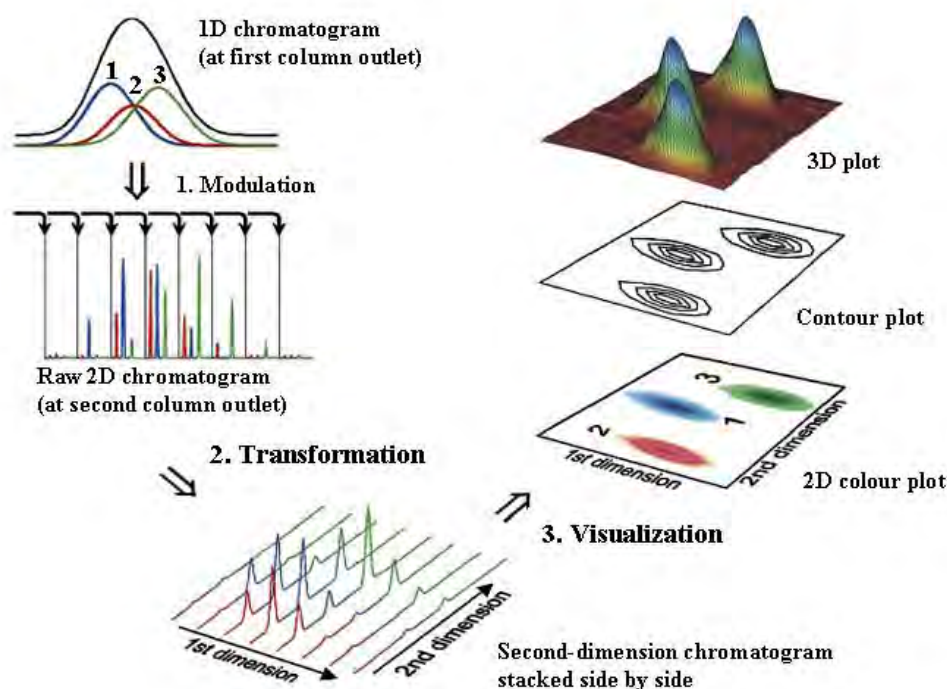 1D chromatogram
(at first column outlet)
1
2
3
1. Modulation
Raw 2D chromatogram
(at second column outlet)
2. Transformation
1st dimension
2nd dimension
Second-dimension chromatogram
stacked side by side
3. Visualization
3D plot
Contour plot
3
1
2
1st dimension
2nd dimension
2D colour plot